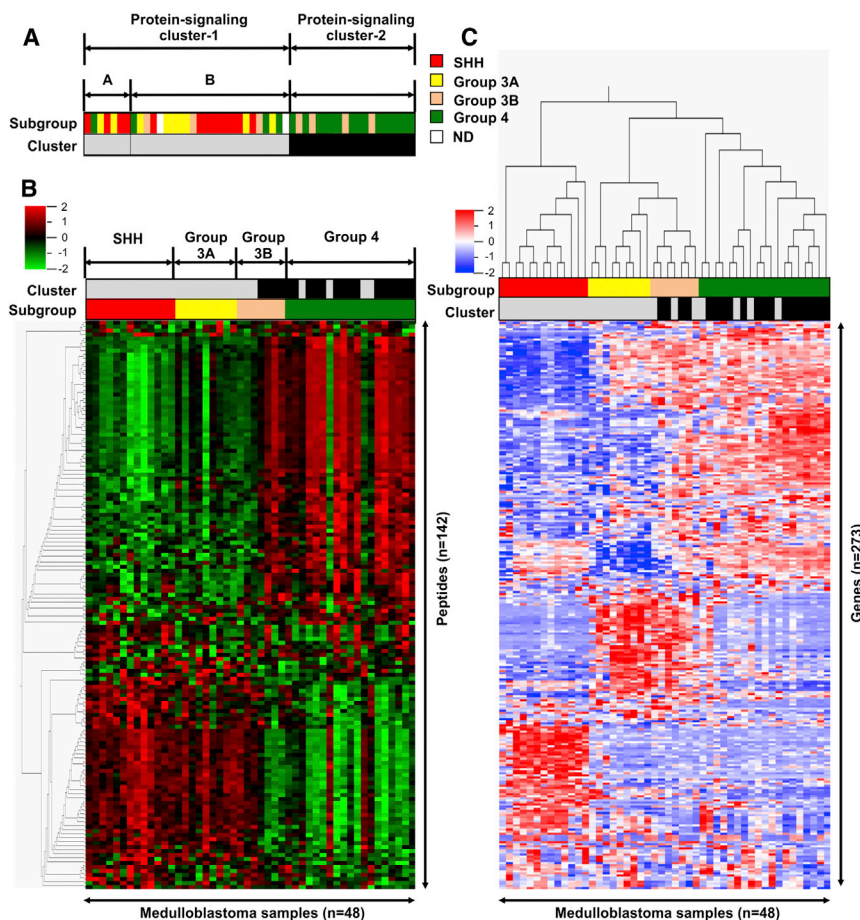 A
Protein-signaling
cluster-1
Protein-signaling
cluster-2
A
B
Subgroup
Cluster
SHH
Group 3A
Group 3B
Group 4
ND
B
2
1
0
-1
-2
SHH
Group
3A
Group
3B
Group 4
Cluster
Subgroup
Peptides (n=142)
Medulloblastoma samples (n=48)
C
2
1
0
-1
-2
Subgroup
Cluster
Genes (n=273)
Medulloblastoma samples (n=48)